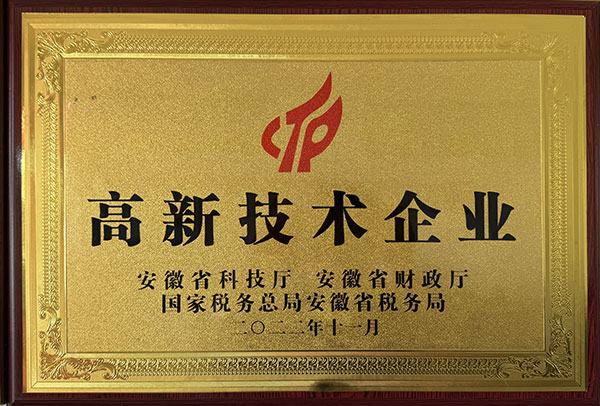 高新技术企业
安徽省科技厅 安徽省财政厅
国家税务总局安徽省税务局
二〇二二年十一月